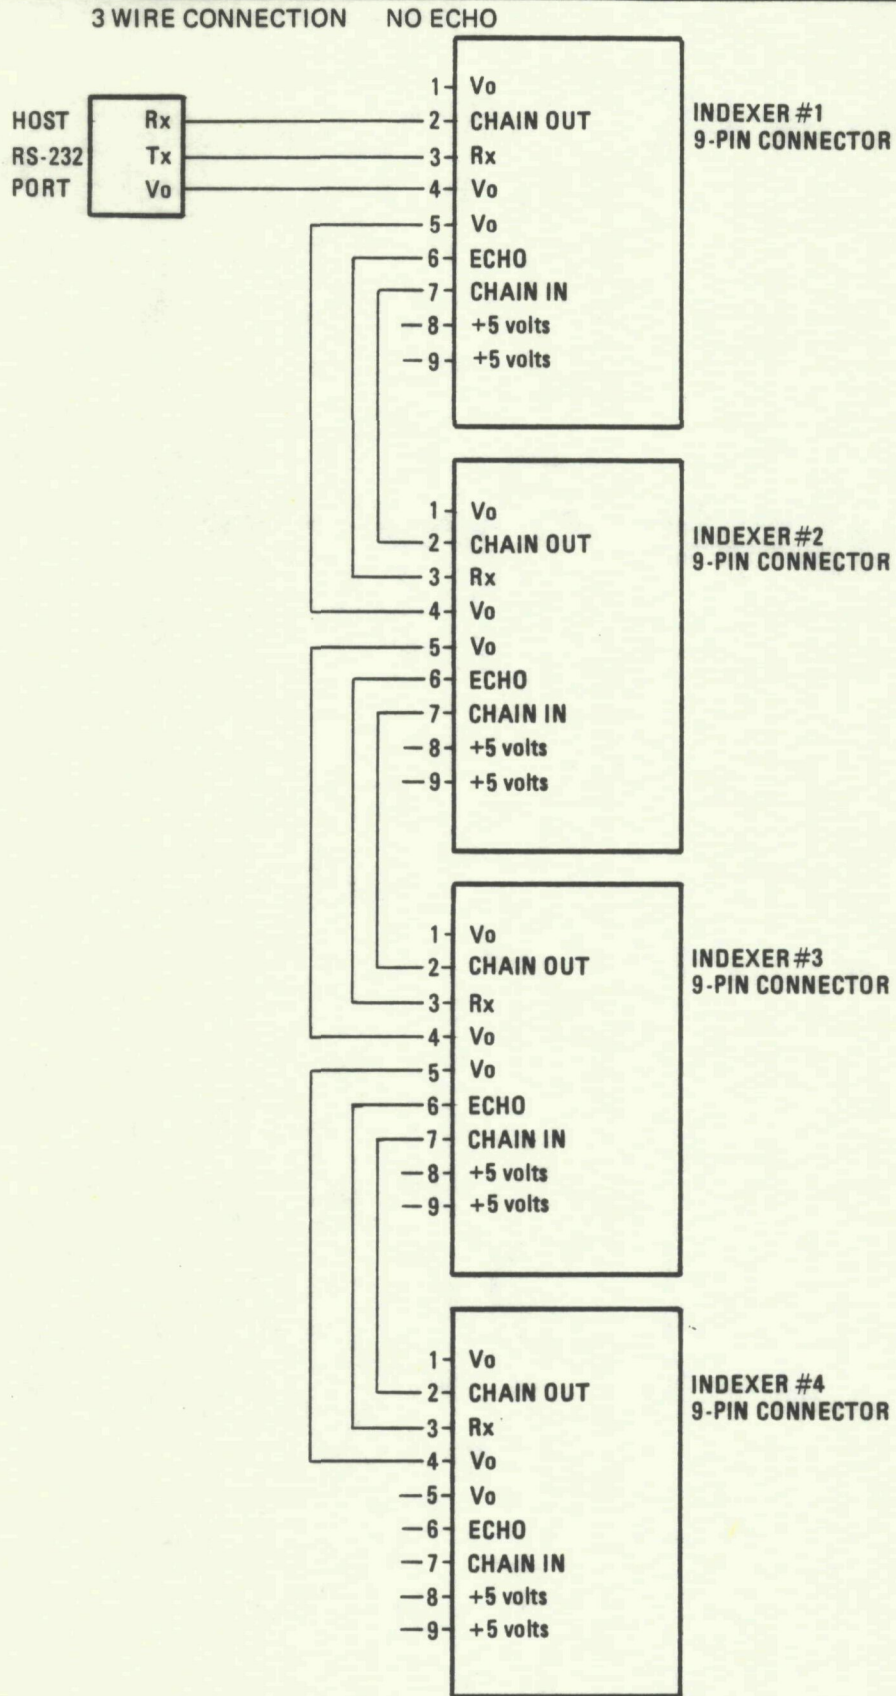 3 WIRE CONNECTION NO ECHO
HOST
RS-232
PORT
Rx
Tx
Vo
1 Vo
2 CHAIN OUT
3 Rx
4 Vo
5 Vo
6 ECHO
7 CHAIN IN
8 +5 volts
9 +5 volts
INDEXER #1
9-PIN CONNECTOR
1 Vo
2 CHAIN OUT
3 Rx
4 Vo
5 Vo
6 ECHO
7 CHAIN IN
8 +5 volts
9 +5 volts
INDEXER #2
9-PIN CONNECTOR
1 Vo
2 CHAIN OUT
3 Rx
4 Vo
5 Vo
6 ECHO
7 CHAIN IN
8 +5 volts
9 +5 volts
INDEXER #3
9-PIN CONNECTOR
1 Vo
2 CHAIN OUT
3 Rx
4 Vo
5 Vo
6 ECHO
7 CHAIN IN
8 +5 volts
9 +5 volts
INDEXER #4
9-PIN CONNECTOR